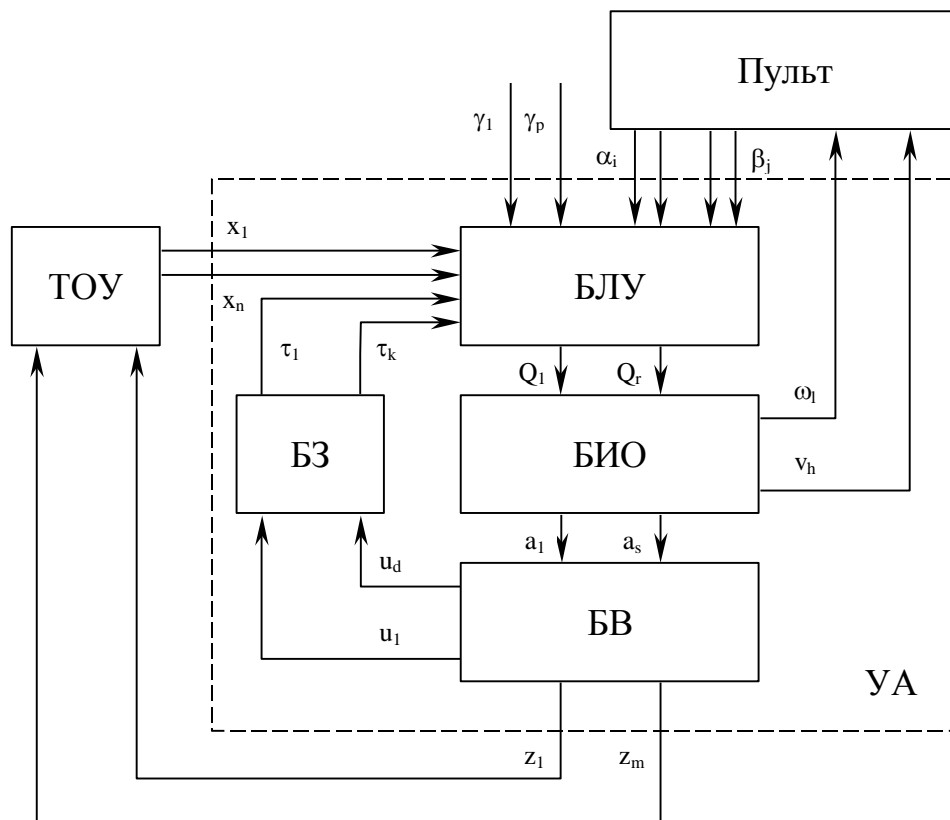 Пульт
γ₁ γₚ
αᵢ βⱼ
x₁
ТОУ БЛУ
xₙ
τ₁ τₖ
Q₁ Qᵣ
ωₗ
БЗ БИО
vₕ
a₁ aₛ
u_d
БВ
u₁
УА
z₁ zₘ